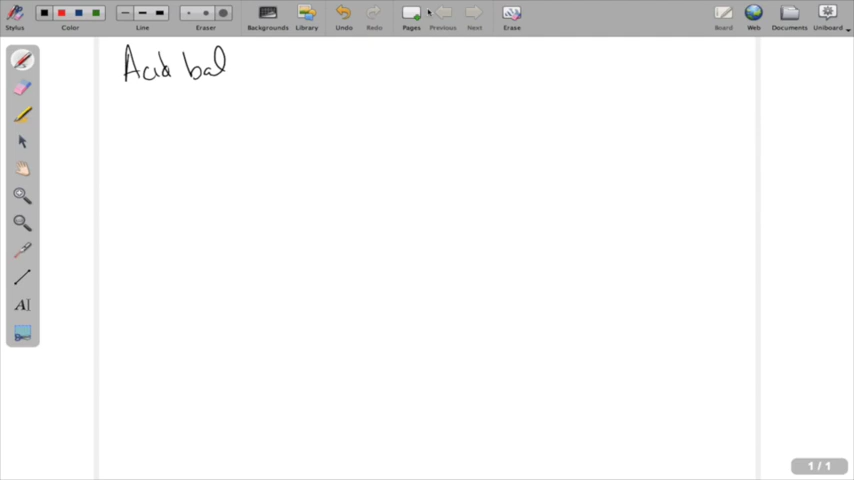 Stylus Color Line Eraser Backgrounds Library Undo Redo Pages Previous Next Erase Board Web Documents Uniboard
Acid bal
AI
1 / 1